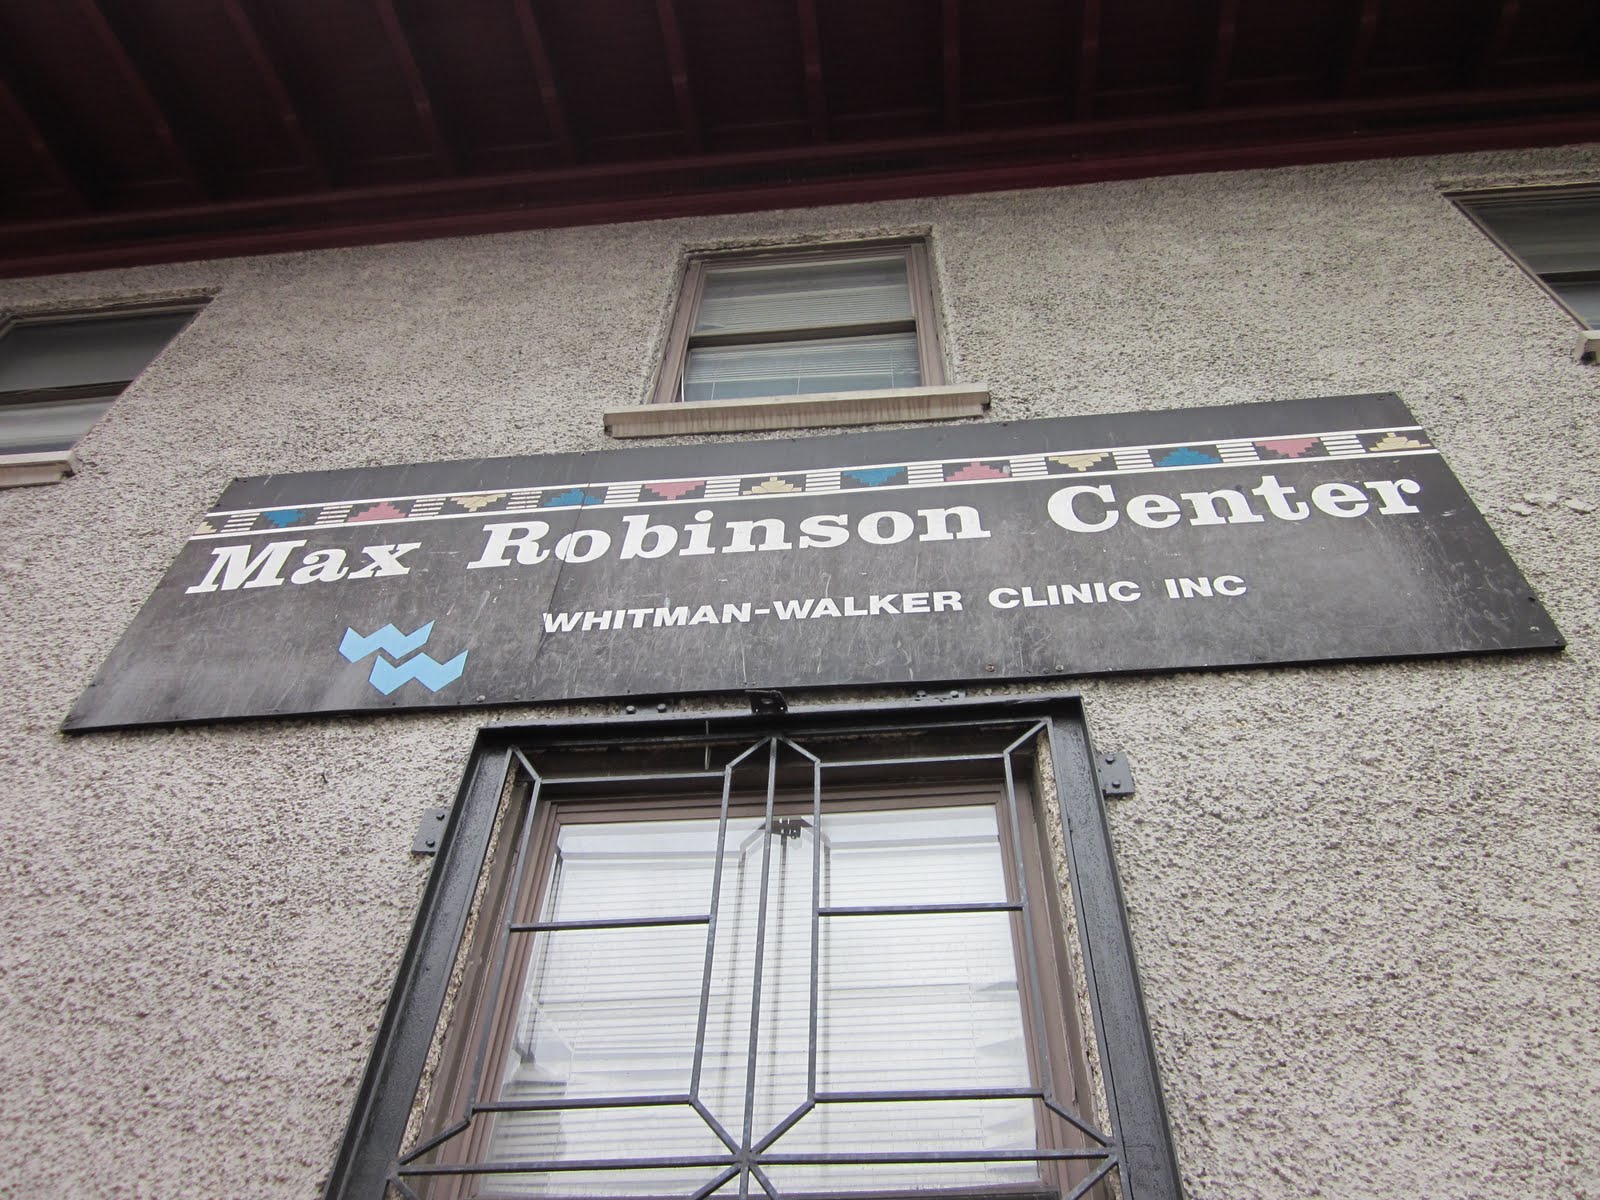 Max Robinson Center
WHITMAN-WALKER CLINIC INC